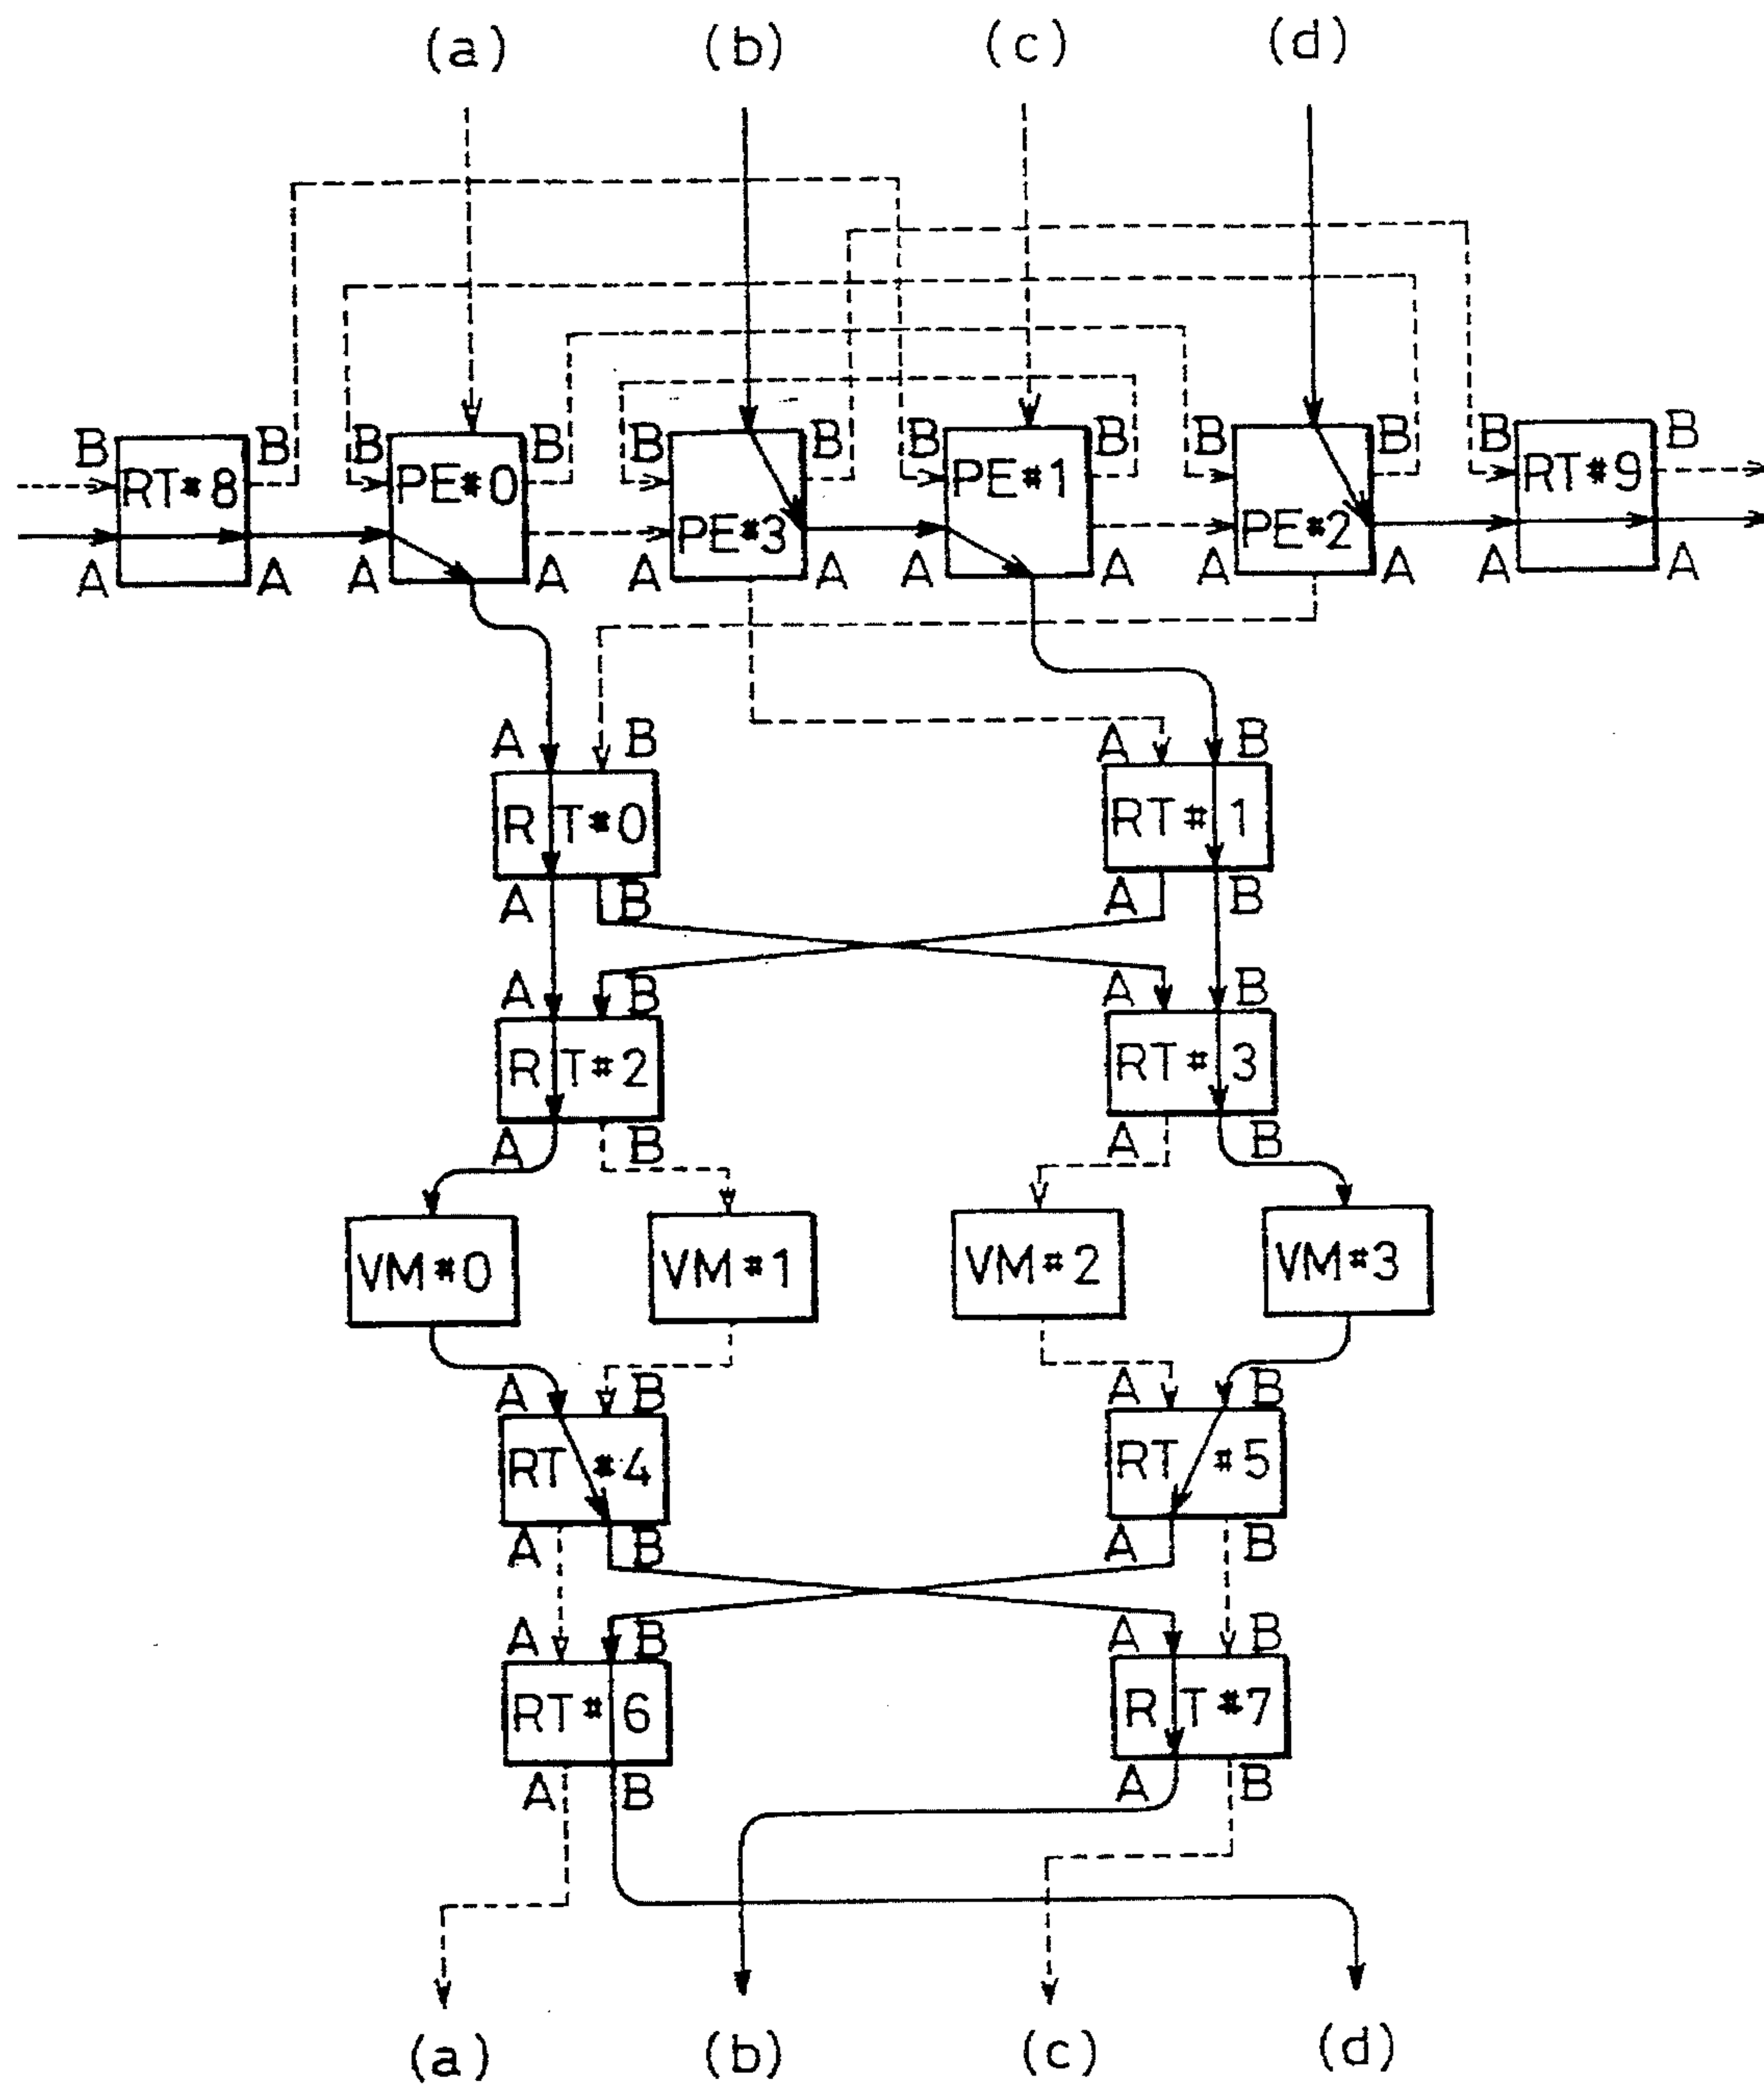 (a) (b) (c) (d)
B B B B B B B B B B B B
RT#8 PE#0 PE#3 PE#1 PE#2 RT#9
A A A A A A A A A A A A
A B A B
RT#0 RT#1
A B A B
A B A B
RT#2 RT#3
A B A B
VM#0 VM#1 VM#2 VM#3
A B A B
RT#4 RT#5
A B A B
A B A B
RT#6 RT#7
A B A B
(a) (b) (c) (d)